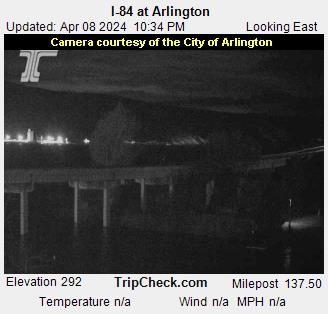 I-84 at Arlington
Updated: Apr 08 2024 10:34 PM Looking East
Camera courtesy of the City of Arlington
Elevation 292 TripCheck.com Milepost 137.50
Temperature n/a Wind n/a MPH n/a